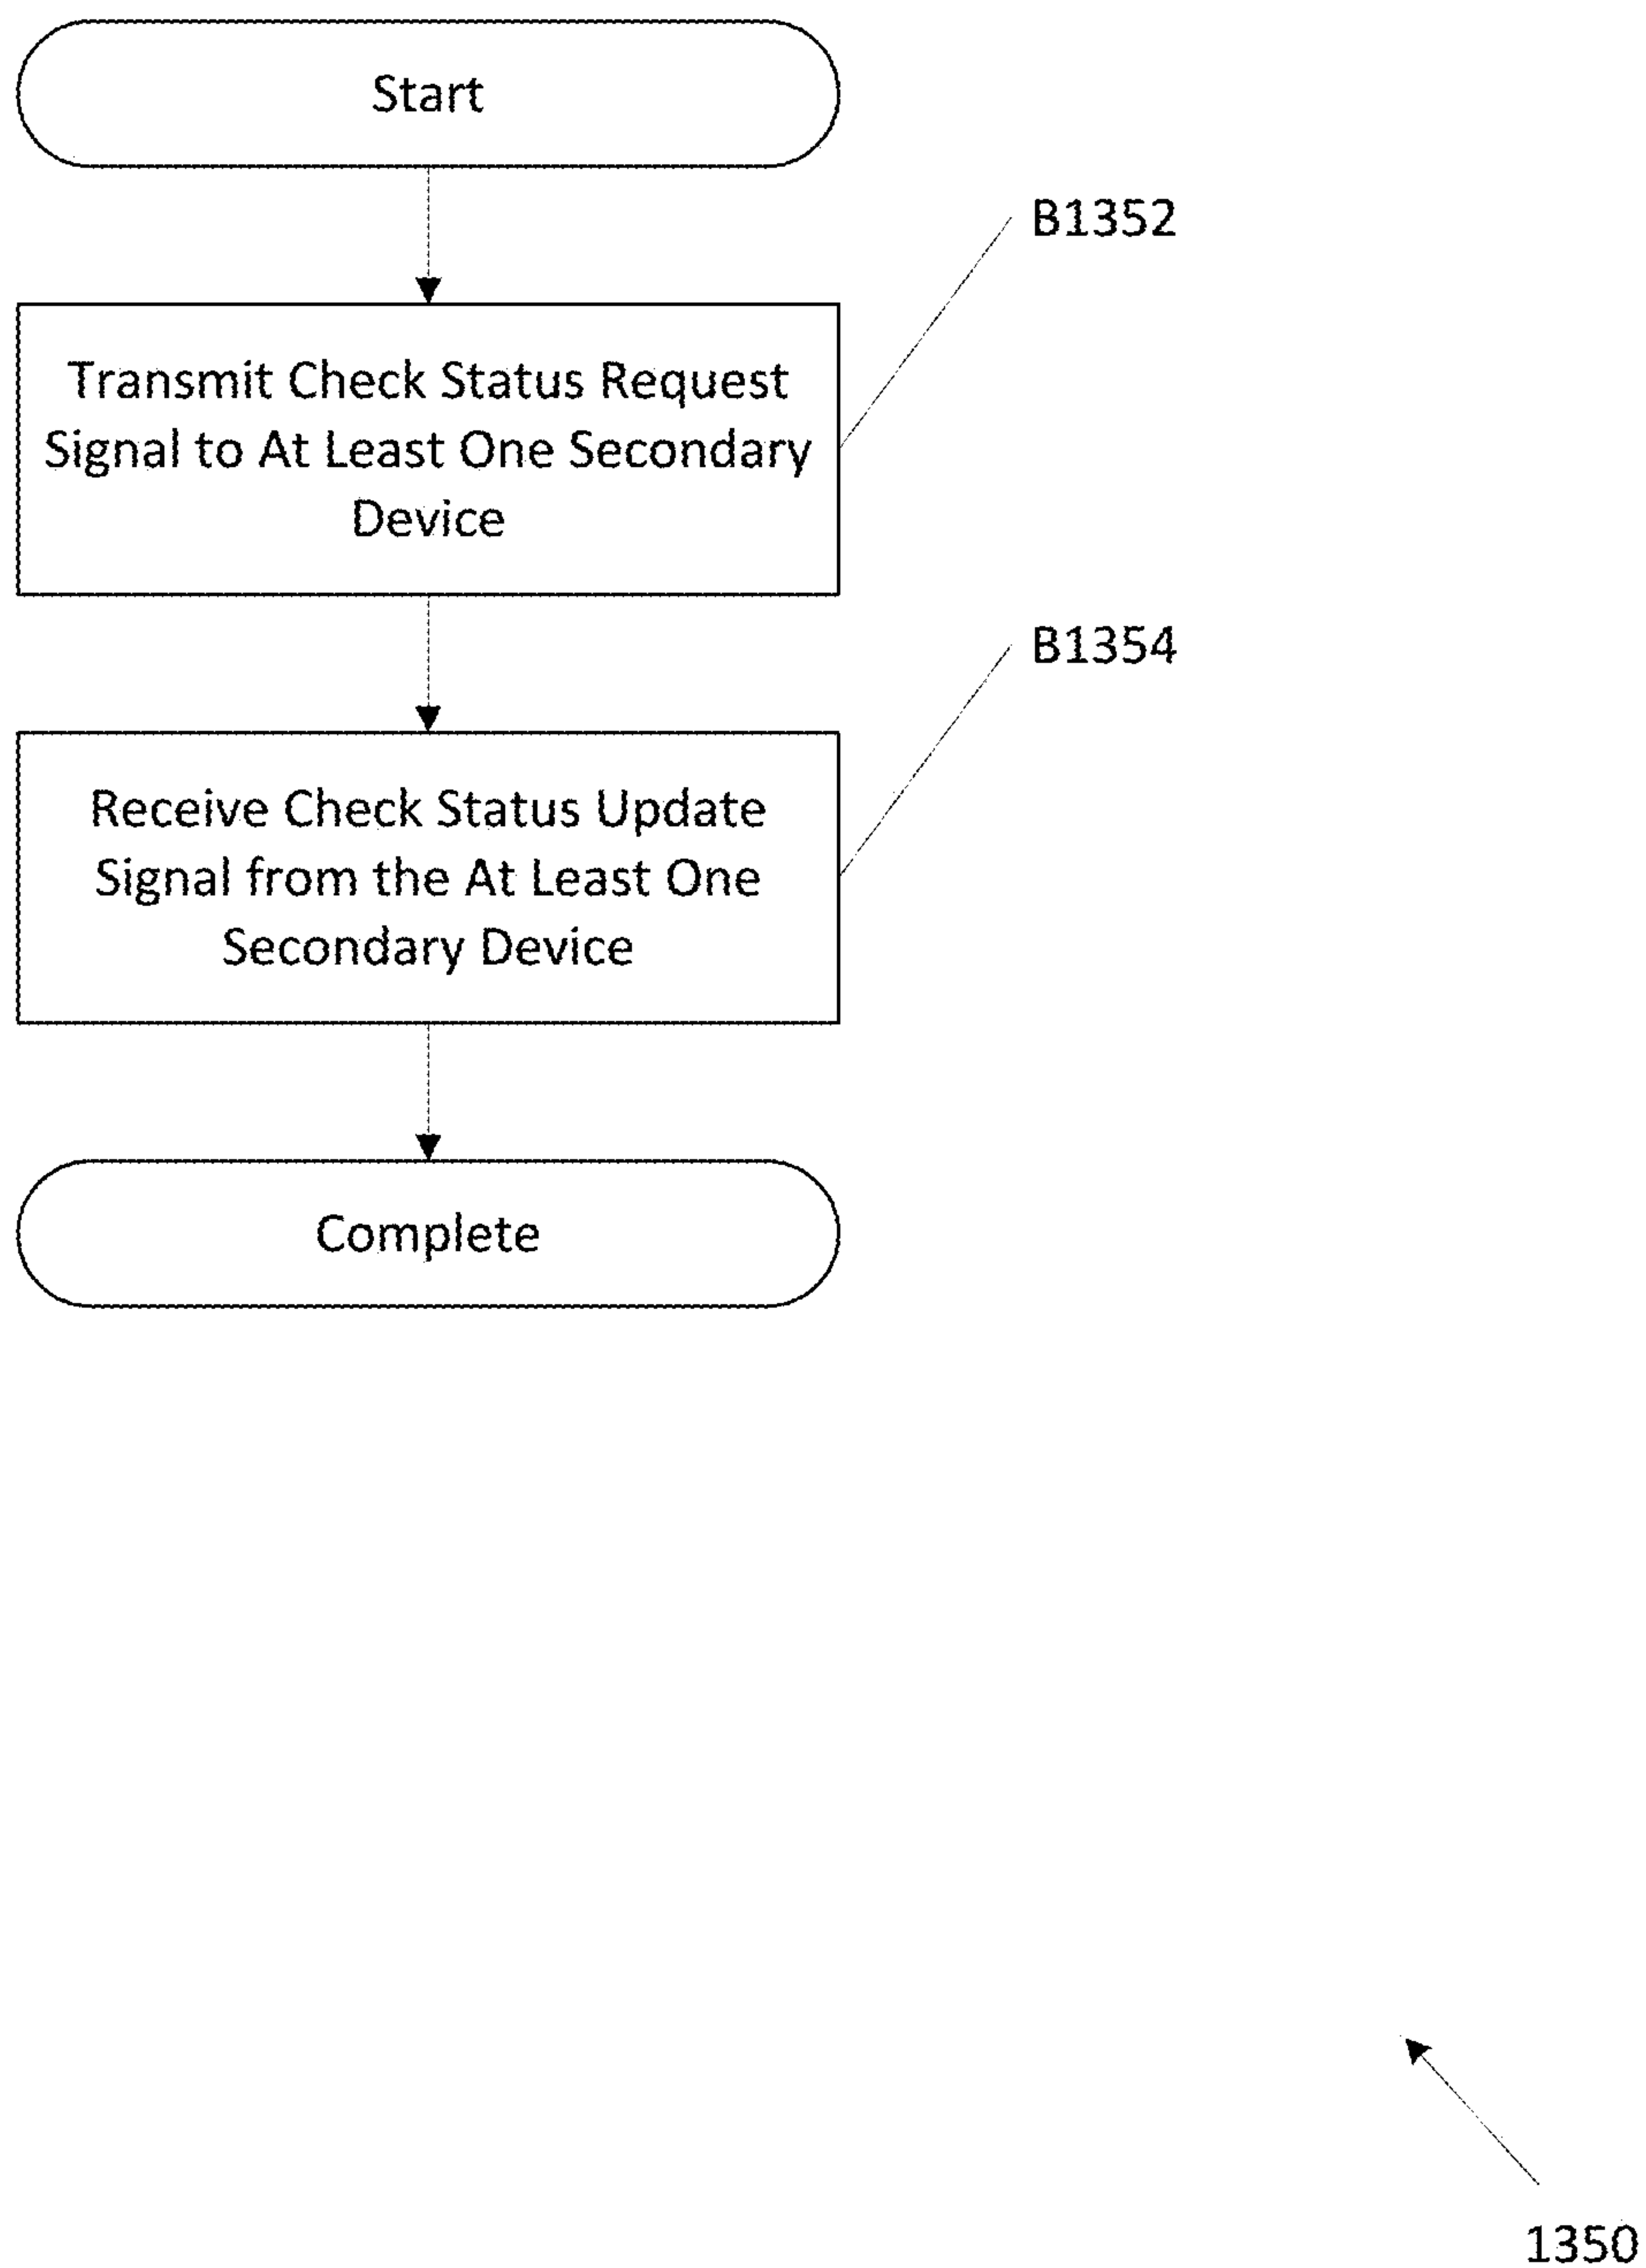 Start
B1352
Transmit Check Status Request
Signal to At Least One Secondary
Device
B1354
Receive Check Status Update
Signal from the At Least One
Secondary Device
Complete
1350